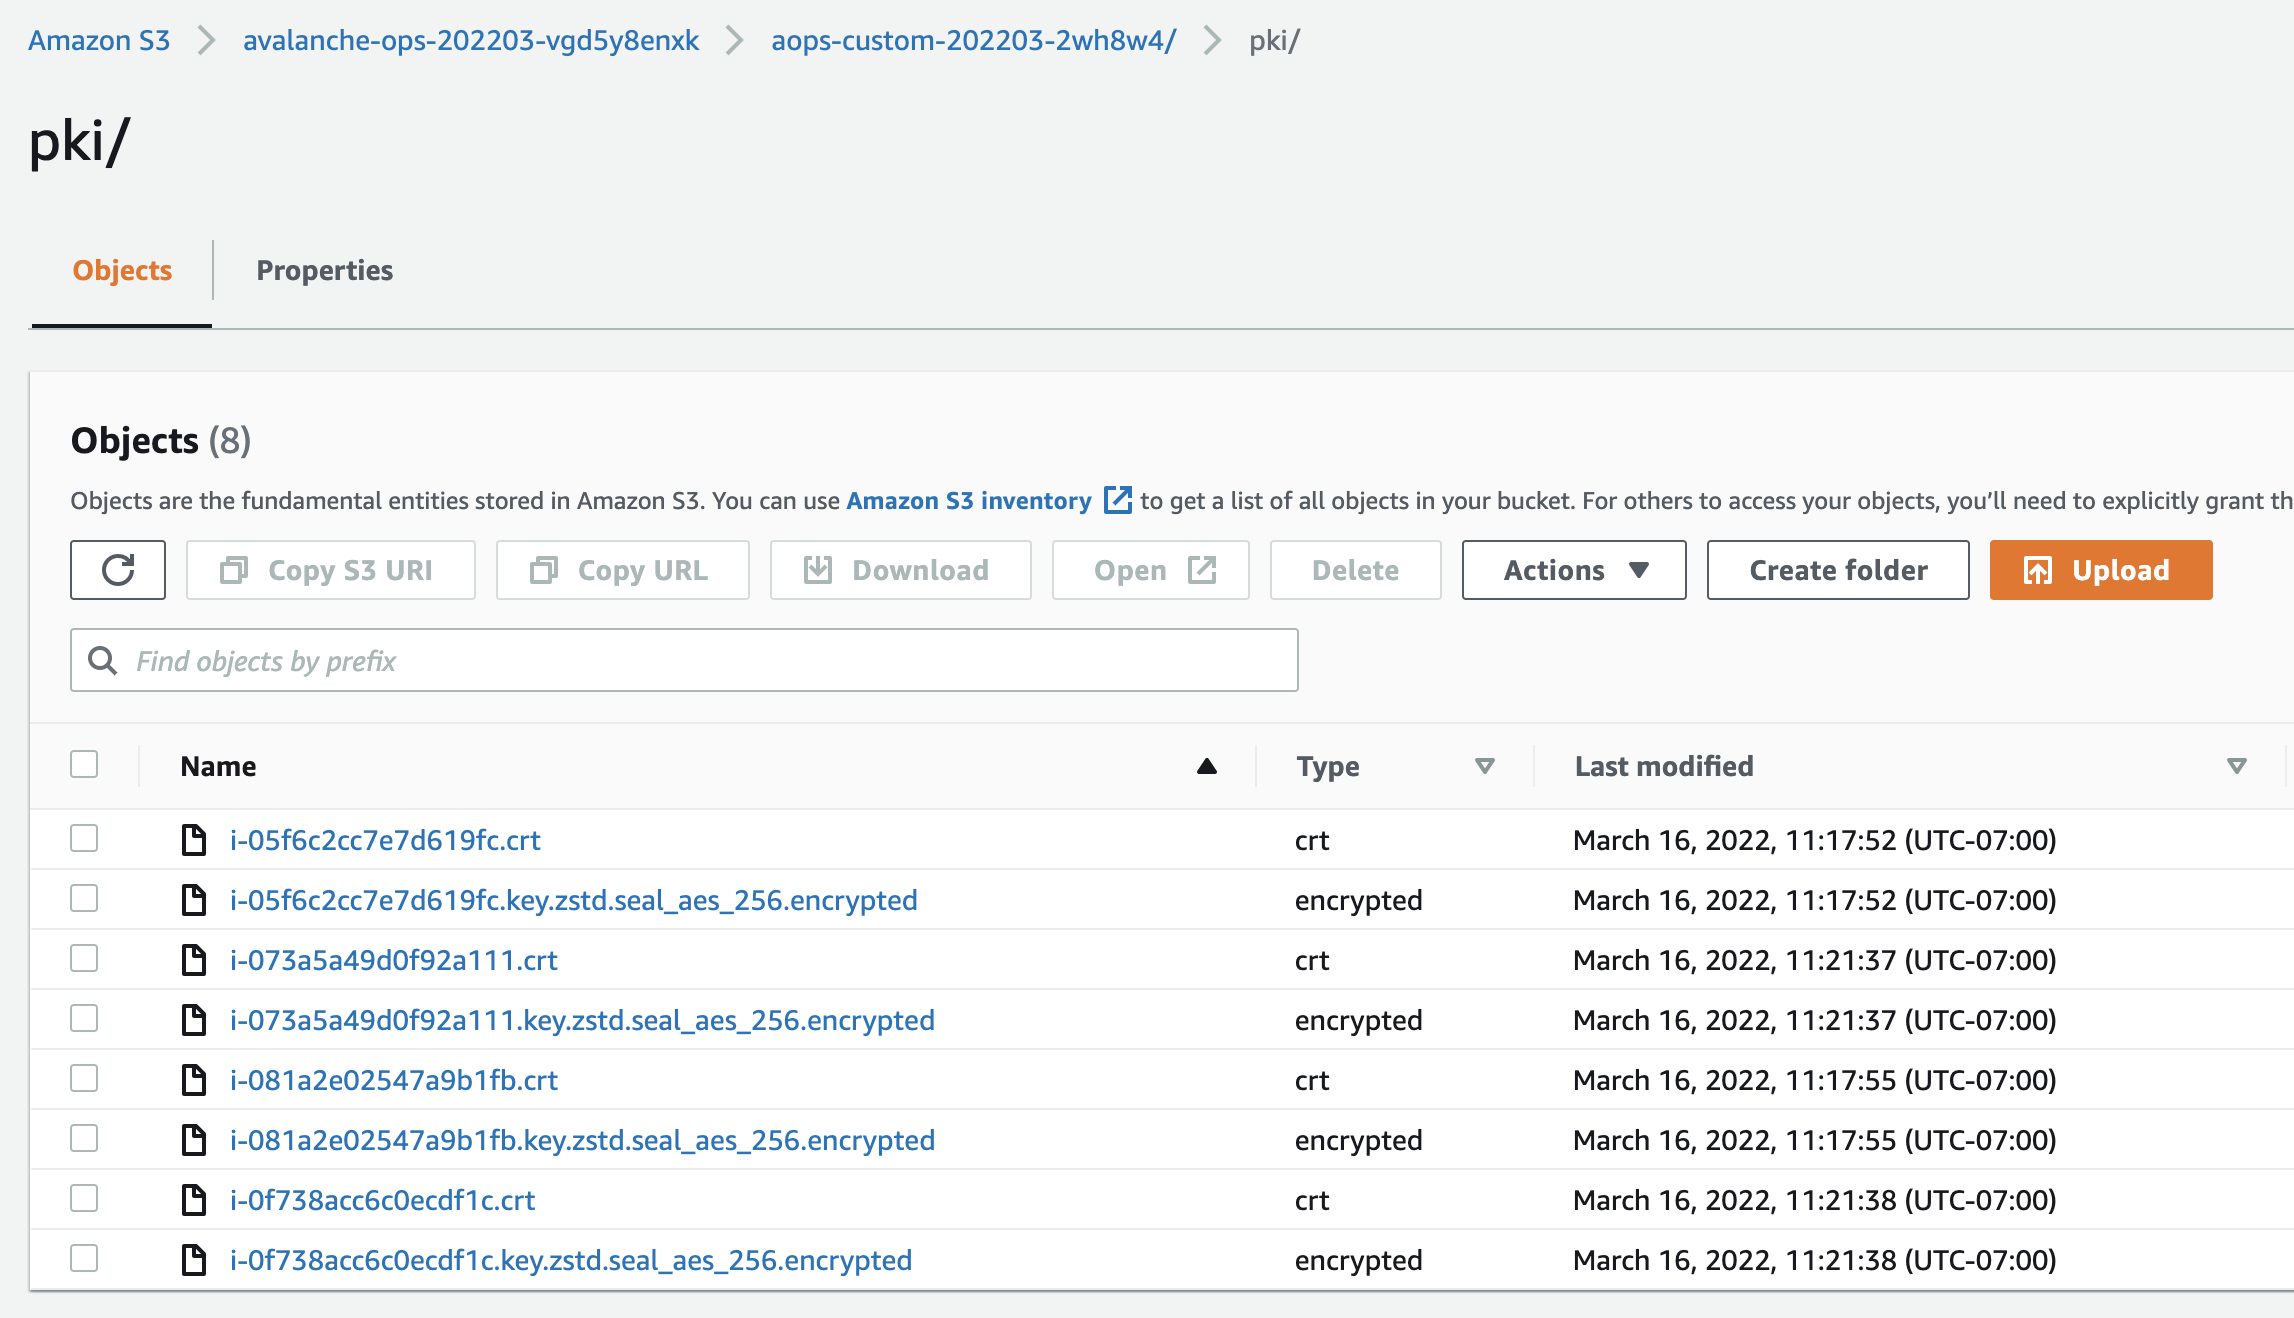 Amazon S3 avalanche-ops-202203-vgd5y8enxk aops-custom-202203-2wh8w4/ pki/
pki/
Objects Properties
Objects (8)
Objects are the fundamental entities stored in Amazon S3. You can use Amazon S3 inventory to get a list of all objects in your bucket. For others to access your objects, you’ll need to explicitly grant th
Copy S3 URI Copy URL Download Open Delete Actions Create folder Upload
Find objects by prefix
Name Type Last modified
i-05f6c2cc7e7d619fc.crt crt March 16, 2022, 11:17:52 (UTC-07:00)
i-05f6c2cc7e7d619fc.key.zstd.seal_aes_256.encrypted encrypted March 16, 2022, 11:17:52 (UTC-07:00)
i-073a5a49d0f92a111.crt crt March 16, 2022, 11:21:37 (UTC-07:00)
i-073a5a49d0f92a111.key.zstd.seal_aes_256.encrypted encrypted March 16, 2022, 11:21:37 (UTC-07:00)
i-081a2e02547a9b1fb.crt crt March 16, 2022, 11:17:55 (UTC-07:00)
i-081a2e02547a9b1fb.key.zstd.seal_aes_256.encrypted encrypted March 16, 2022, 11:17:55 (UTC-07:00)
i-0f738acc6c0ecdf1c.crt crt March 16, 2022, 11:21:38 (UTC-07:00)
i-0f738acc6c0ecdf1c.key.zstd.seal_aes_256.encrypted encrypted March 16, 2022, 11:21:38 (UTC-07:00)